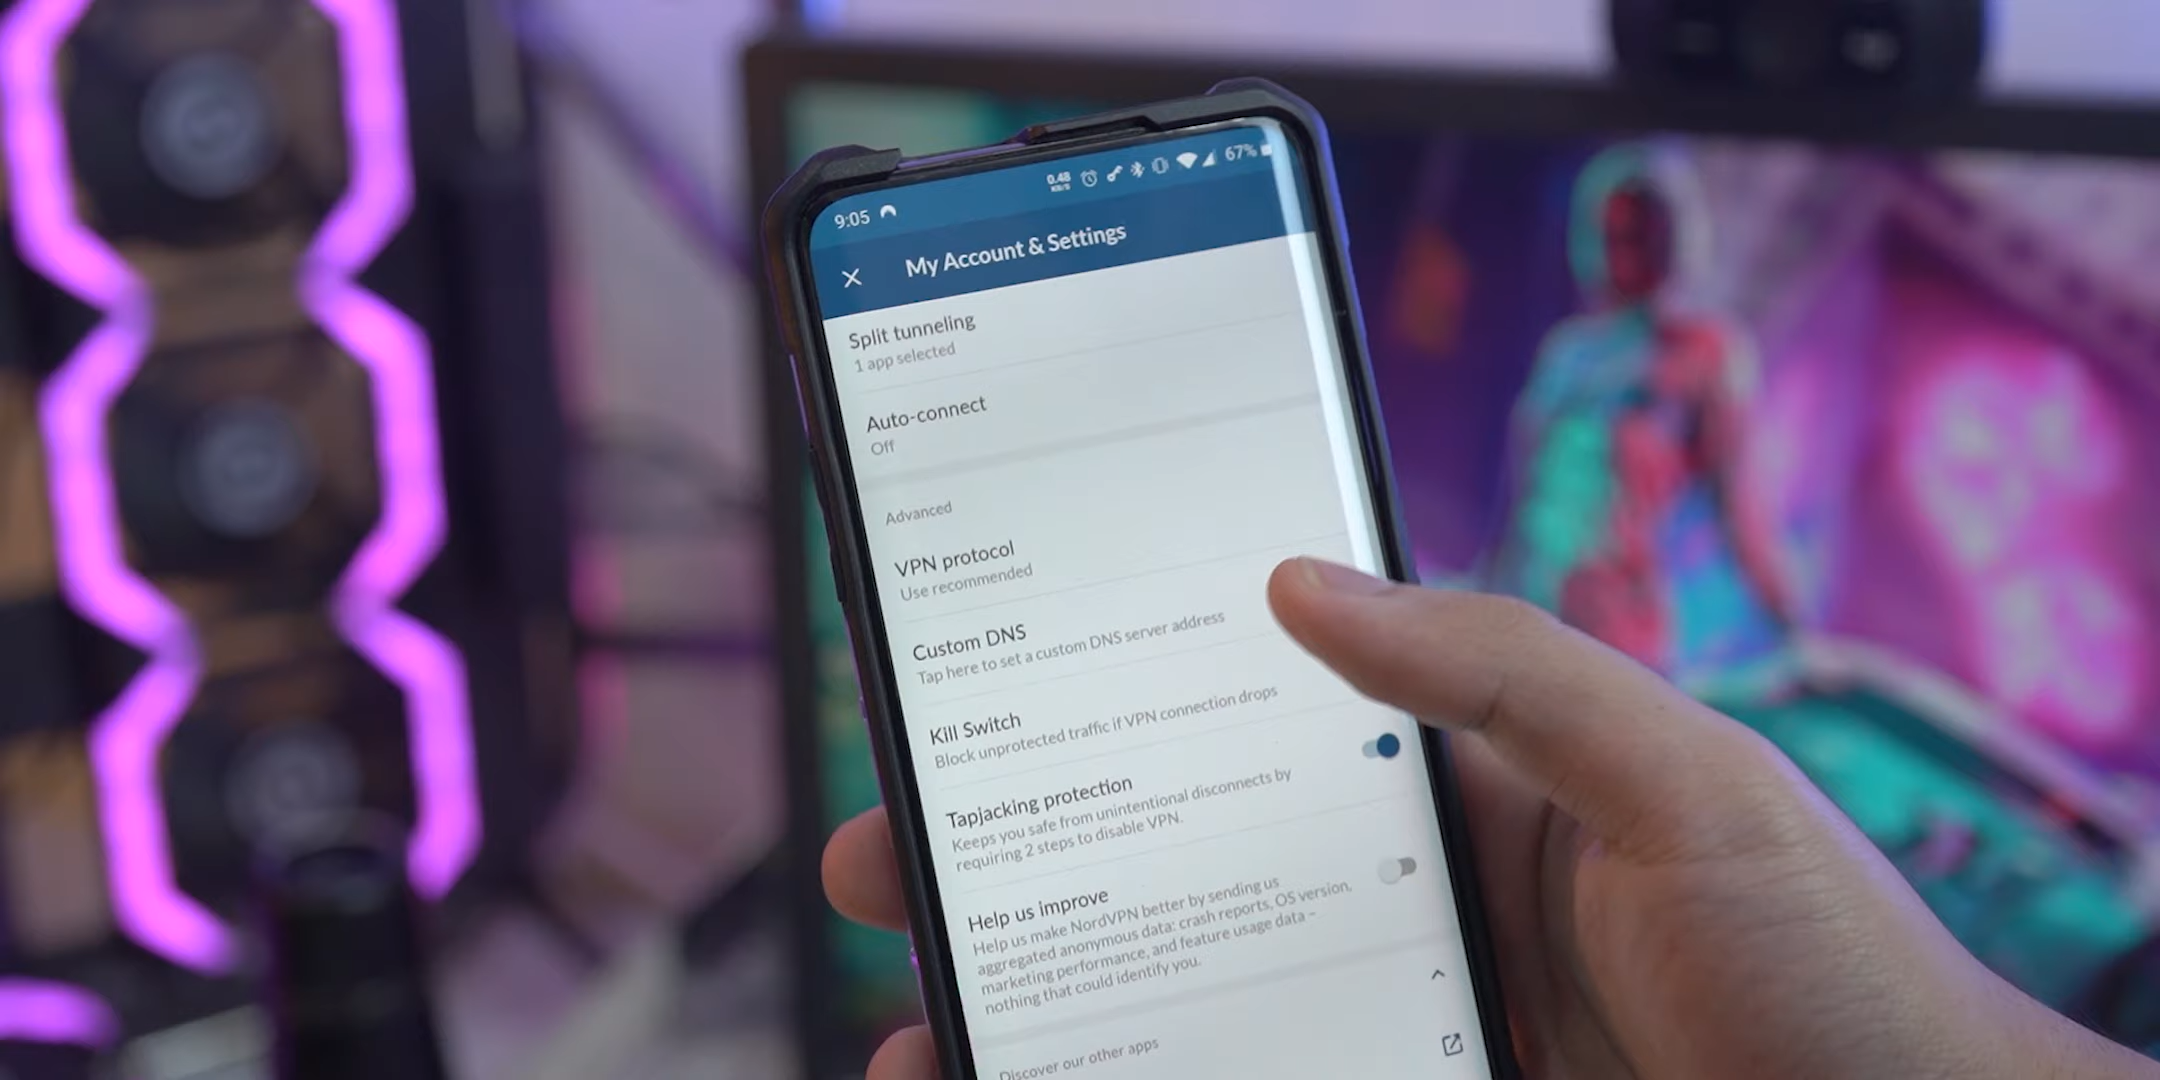 9:05
0.48
KB/S
67%
My Account & Settings
Split tunneling
1 app selected
Auto-connect
Off
Advanced
VPN protocol
Use recommended
Custom DNS
Tap here to set a custom DNS server address
Kill Switch
Block unprotected traffic if VPN connection drops
Tapjacking protection
Keeps you safe from unintentional disconnects by
requiring 2 steps to disable VPN.
Help us improve
Help us make NordVPN better by sending us
aggregated anonymous data: crash reports, OS version,
marketing performance, and feature usage data –
nothing that could identify you.
Discover our other apps